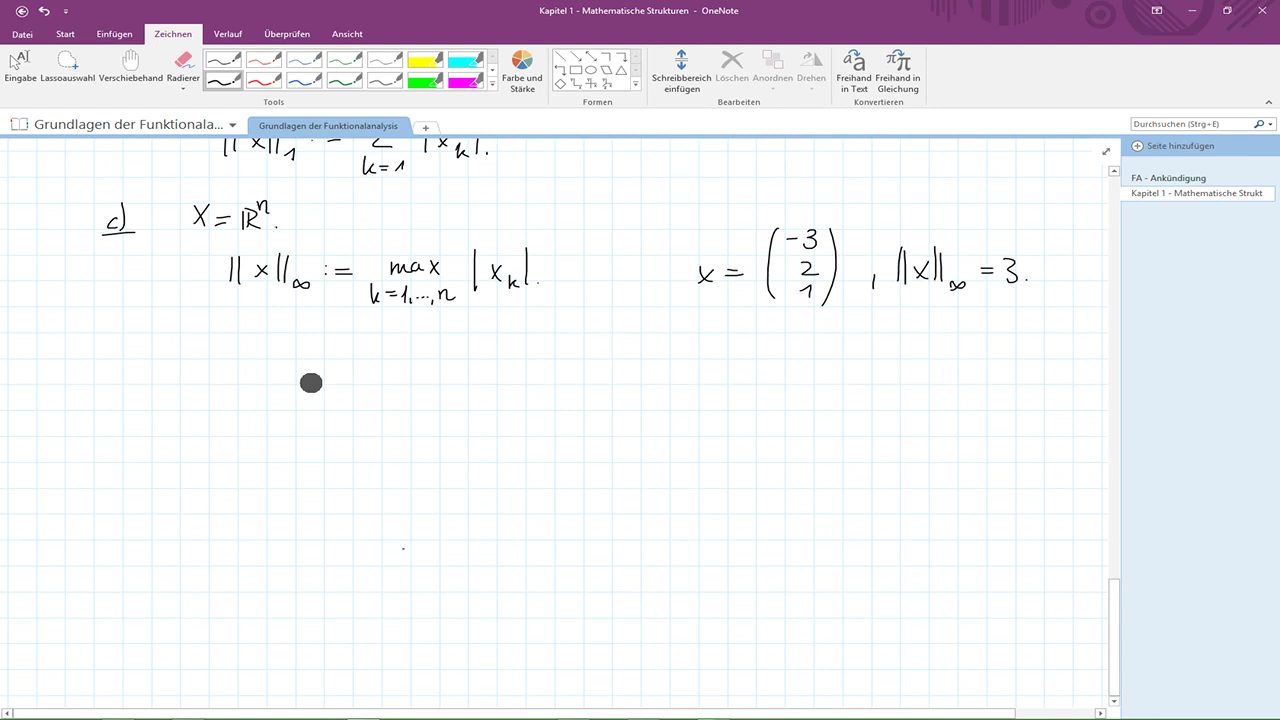 Kapitel 1 - Mathematische Strukturen - OneNote
Datei Start Einfügen Zeichnen Verlauf Überprüfen Ansicht
Eingabe Lassoauswahl Verschiebehand Radierer Farbe und Stärke Schreibbereich einfügen Löschen Anordnen Drehen Freihand in Text Freihand in Gleichung
Tools Formen Bearbeiten Konvertieren
Grundlagen der Funktionala... Grundlagen der Funktionalanalysis Durchsuchen (Strg+E)
Seite hinzufügen
FA - Ankündigung
Kapitel 1 - Mathematische Strukt
||x||₁ := Σ |xₖ|.
k=1
c) X = ℝⁿ.
||x||∞ := max |xₖ|. x = (-3 2 1), ||x||∞ = 3.
k=1,...,n